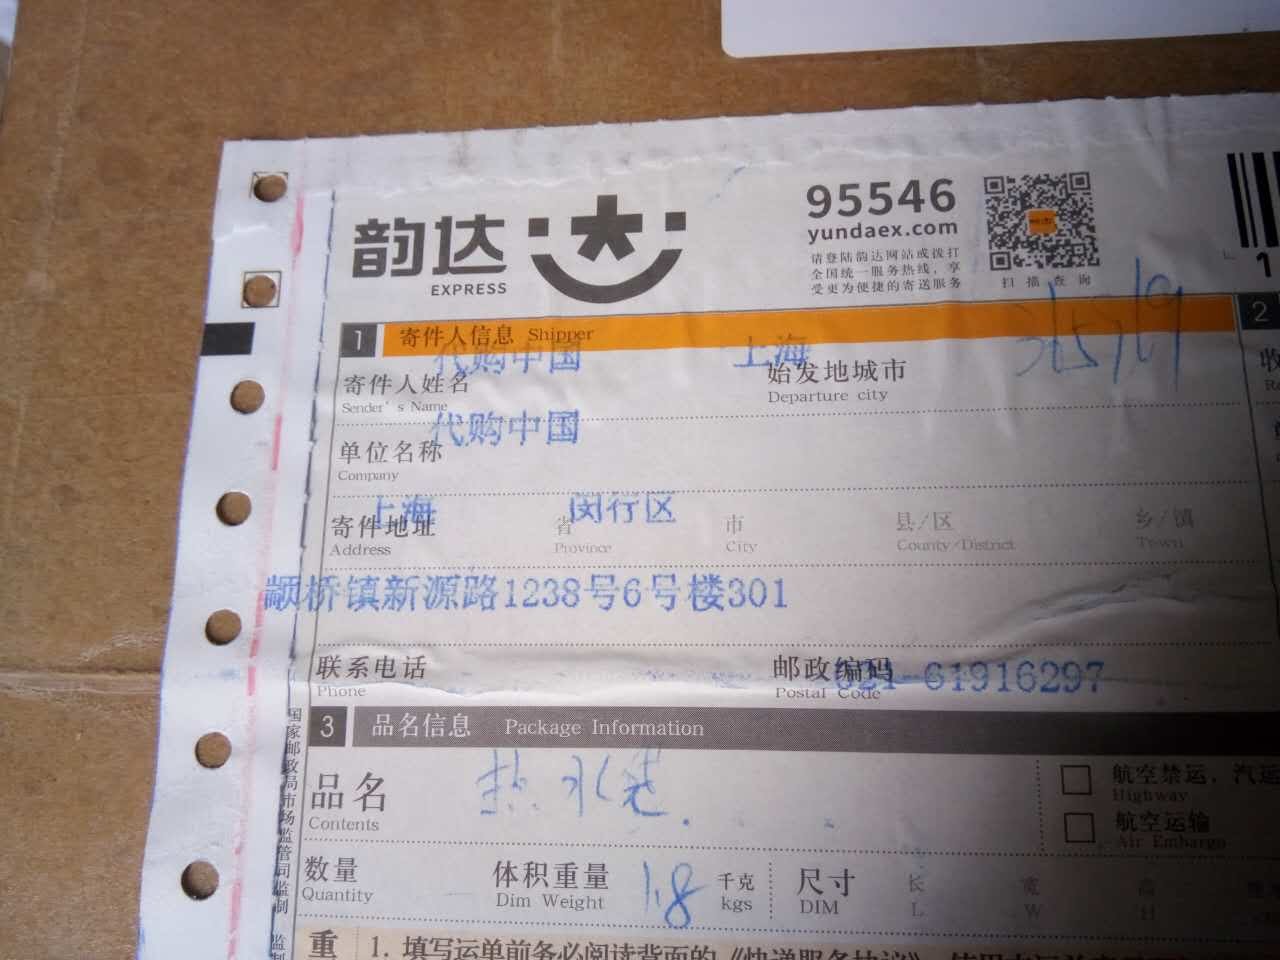 韵达
EXPRESS
95546
yundaex.com
请登陆韵达网站或拨打
全国统一服务热线，享
受更为便捷的寄送服务
扫描查询
1
1 寄件人信息 Shipper
2
代购中国 上海
寄件人姓名 始发地城市
Sender's Name Departure city
代购中国
单位名称
Company
上海 闵行区
寄件地址 省 市 县/区 乡/镇
Address Province City County/District Town
颛桥镇新源路1238号6号楼301
联系电话 邮政编码 021-61916297
Phone Postal Code
3 品名信息 Package Information
品名 热水壶
Contents
航空禁运，汽运
Highway
航空运输
Air Embargo
数量 体积重量 1.8 千克 尺寸 长 宽 高
Quantity Dim Weight kgs DIM L W H
国家邮政局市场监管司监制
监
重 1. 填写运单前务必阅读背面的《快递服务协议》